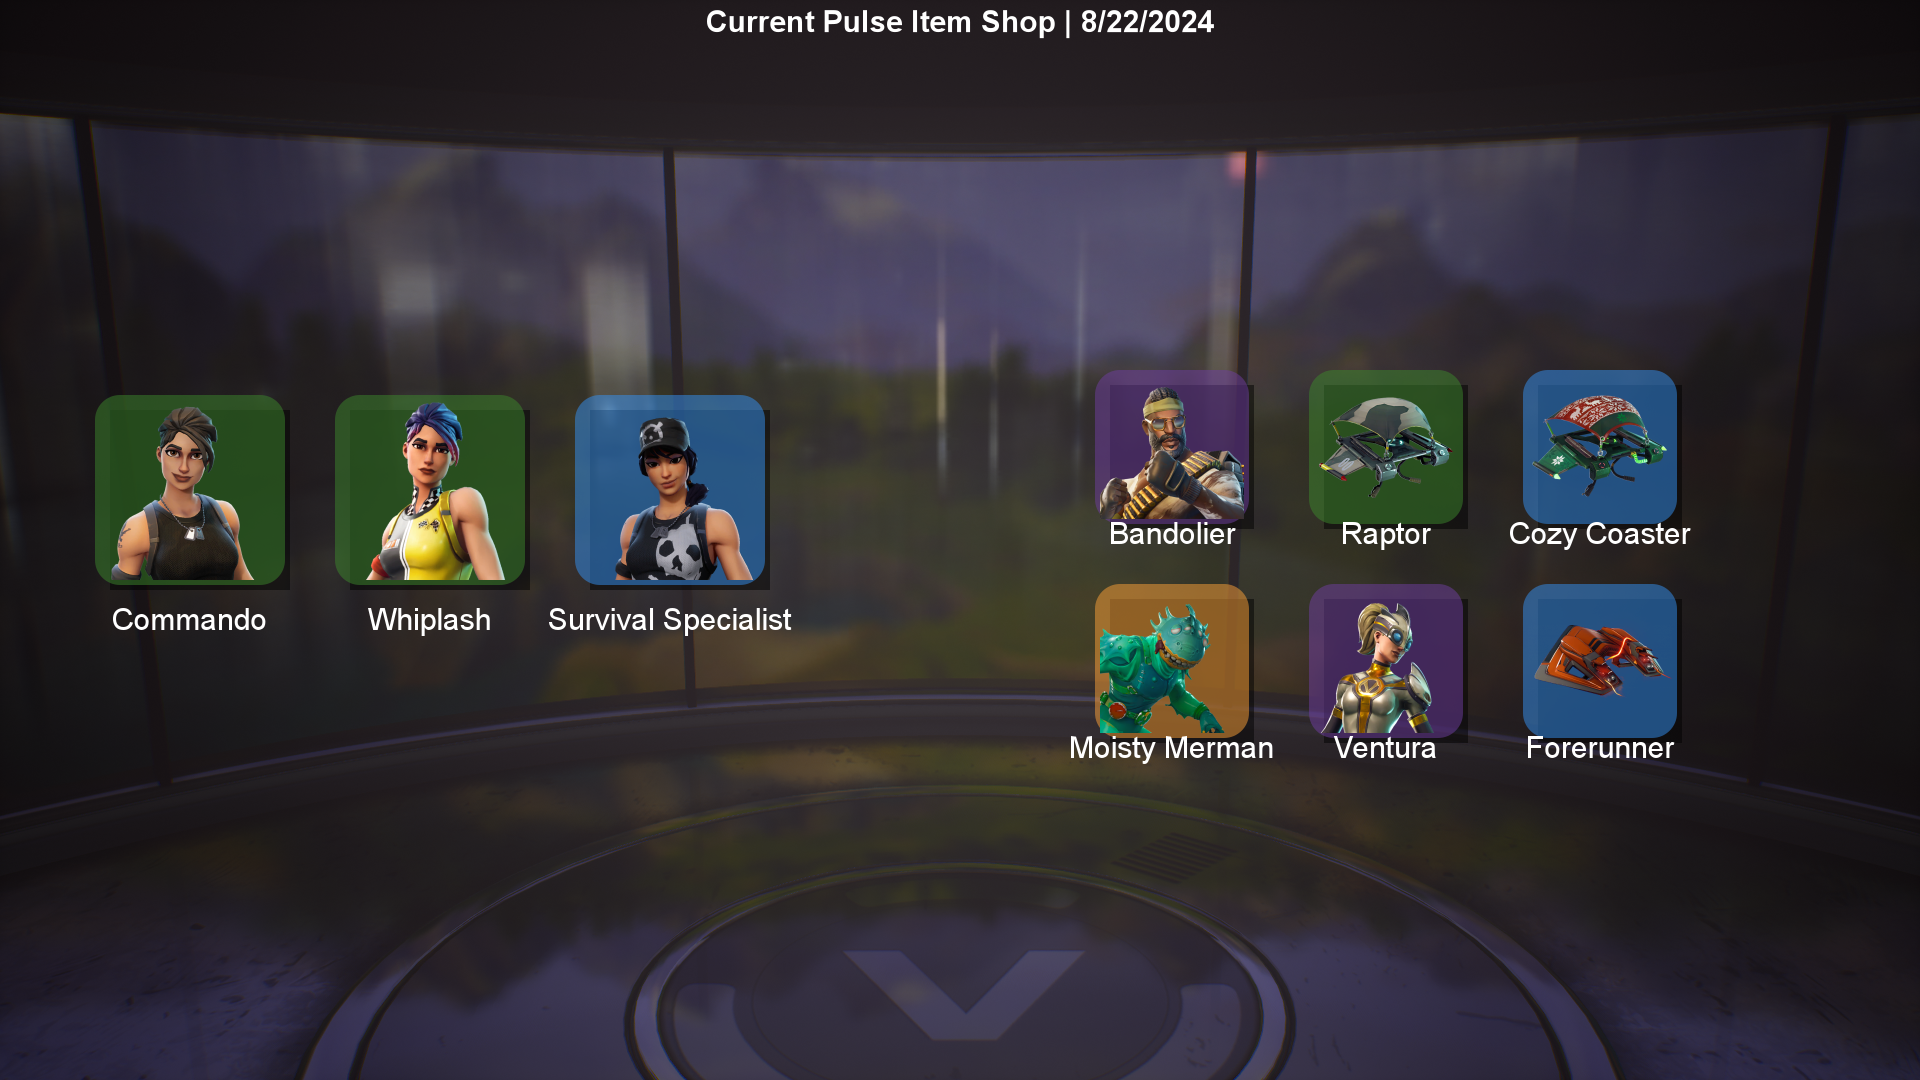 Current Pulse Item Shop | 8/22/2024
Commando
Whiplash
Survival Specialist
Bandolier
Raptor
Cozy Coaster
Moisty Merman
Ventura
Forerunner